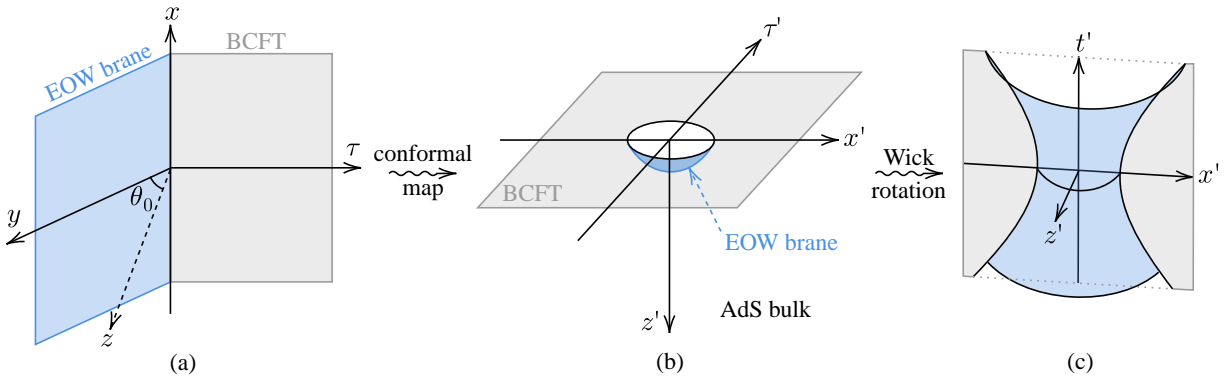 x
BCFT
EOW brane
τ
θ₀
y
z
(a)
conformal
map
τ'
x'
BCFT
EOW brane
z'
AdS bulk
(b)
Wick
rotation
t'
x'
z'
(c)